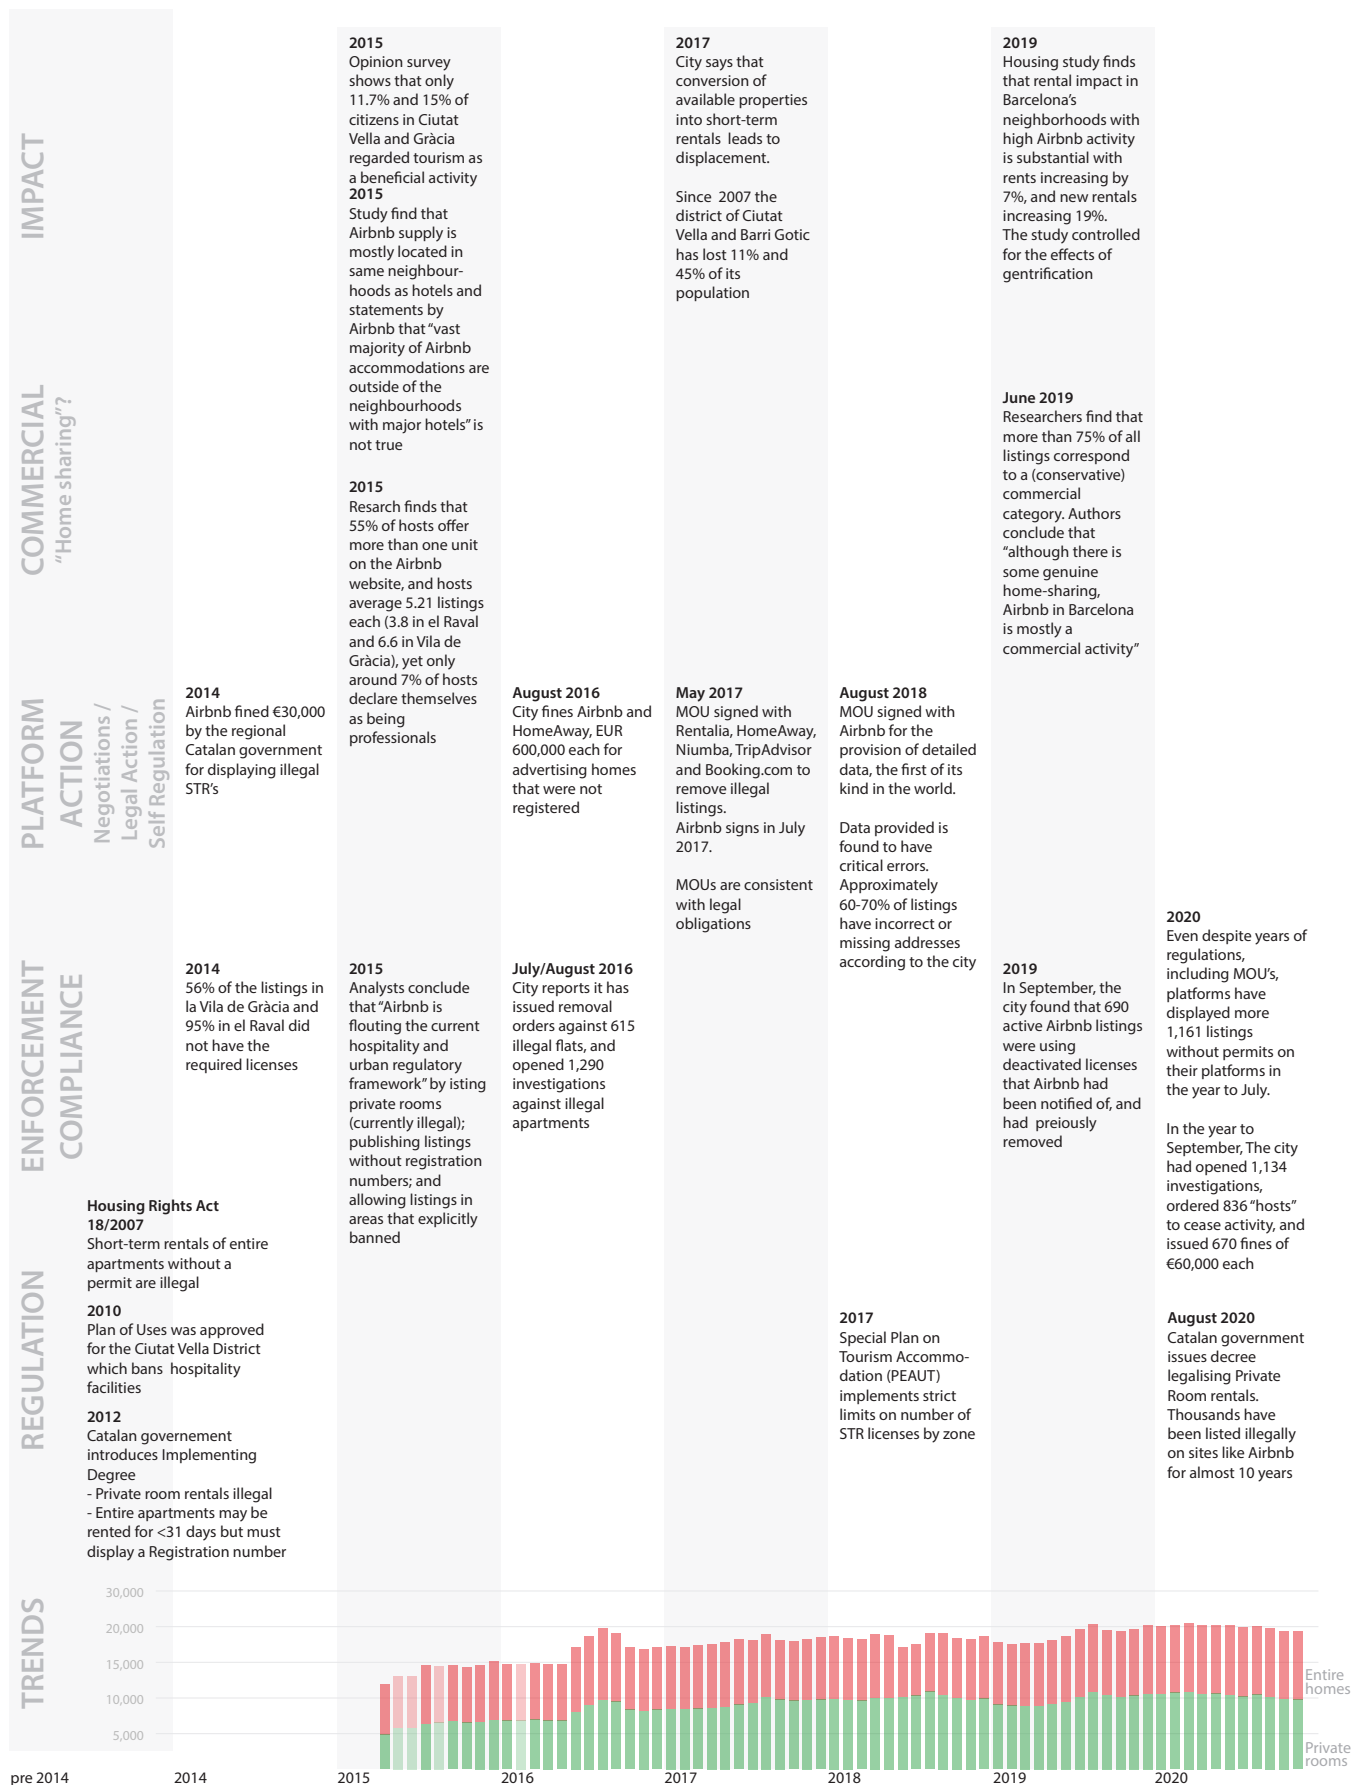 IMPACT
2015
Opinion survey
shows that only
11.7% and 15% of
citizens in Ciutat
Vella and Gràcia
regarded tourism as
a beneficial activity
2015
Study find that
Airbnb supply is
mostly located in
same neighbour-
hoods as hotels and
statements by
Airbnb that “vast
majority of Airbnb
accommodations are
outside of the
neighbourhoods
with major hotels” is
not true
2017
City says that
conversion of
available properties
into short-term
rentals leads to
displacement.
Since 2007 the
district of Ciutat
Vella and Barri Gotic
has lost 11% and
45% of its
population
2019
Housing study finds
that rental impact in
Barcelona’s
neighborhoods with
high Airbnb activity
is substantial with
rents increasing by
7%, and new rentals
increasing 19%.
The study controlled
for the effects of
gentrification
COMMERCIAL
“Home sharing”?
2015
Resarch finds that
55% of hosts offer
more than one unit
on the Airbnb
website, and hosts
average 5.21 listings
each (3.8 in el Raval
and 6.6 in Vila de
Gràcia), yet only
around 7% of hosts
declare themselves
as being
professionals
June 2019
Researchers find that
more than 75% of all
listings correspond
to a (conservative)
commercial
category. Authors
conclude that
“although there is
some genuine
home-sharing,
Airbnb in Barcelona
is mostly a
commercial activity”
PLATFORM
ACTION
Negotiations /
Legal Action /
Self Regulation
2014
Airbnb fined €30,000
by the regional
Catalan government
for displaying illegal
STR’s
August 2016
City fines Airbnb and
HomeAway, EUR
600,000 each for
advertising homes
that were not
registered
May 2017
MOU signed with
Rentalia, HomeAway,
Niumba, TripAdvisor
and Booking.com to
remove illegal
listings.
Airbnb signs in July
2017.
MOUs are consistent
with legal
obligations
August 2018
MOU signed with
Airbnb for the
provision of detailed
data, the first of its
kind in the world.
Data provided is
found to have
critical errors.
Approximately
60-70% of listings
have incorrect or
missing addresses
according to the city
ENFORCEMENT
COMPLIANCE
2014
56% of the listings in
la Vila de Gràcia and
95% in el Raval did
not have the
required licenses
2015
Analysts conclude
that “Airbnb is
flouting the current
hospitality and
urban regulatory
framework” by isting
private rooms
(currently illegal);
publishing listings
without registration
numbers; and
allowing listings in
areas that explicitly
banned
July/August 2016
City reports it has
issued removal
orders against 615
illegal flats, and
opened 1,290
investigations
against illegal
apartments
2019
In September, the
city found that 690
active Airbnb listings
were using
deactivated licenses
that Airbnb had
been notified of, and
had preiously
removed
2020
Even despite years of
regulations,
including MOU’s,
platforms have
displayed more
1,161 listings
without permits on
their platforms in
the year to July.
In the year to
September, The city
had opened 1,134
investigations,
ordered 836 “hosts”
to cease activity, and
issued 670 fines of
€60,000 each
REGULATION
Housing Rights Act
18/2007
Short-term rentals of entire
apartments without a
permit are illegal
2010
Plan of Uses was approved
for the Ciutat Vella District
which bans hospitality
facilities
2012
Catalan governement
introduces Implementing
Degree
- Private room rentals illegal
- Entire apartments may be
rented for <31 days but must
display a Registration number
2017
Special Plan on
Tourism Accommo-
dation (PEAUT)
implements strict
limits on number of
STR licenses by zone
August 2020
Catalan government
issues decree
legalising Private
Room rentals.
Thousands have
been listed illegally
on sites like Airbnb
for almost 10 years
TRENDS
30,000
20,000
15,000
10,000
5,000
Entire
homes
Private
rooms
pre 2014
2014
2015
2016
2017
2018
2019
2020